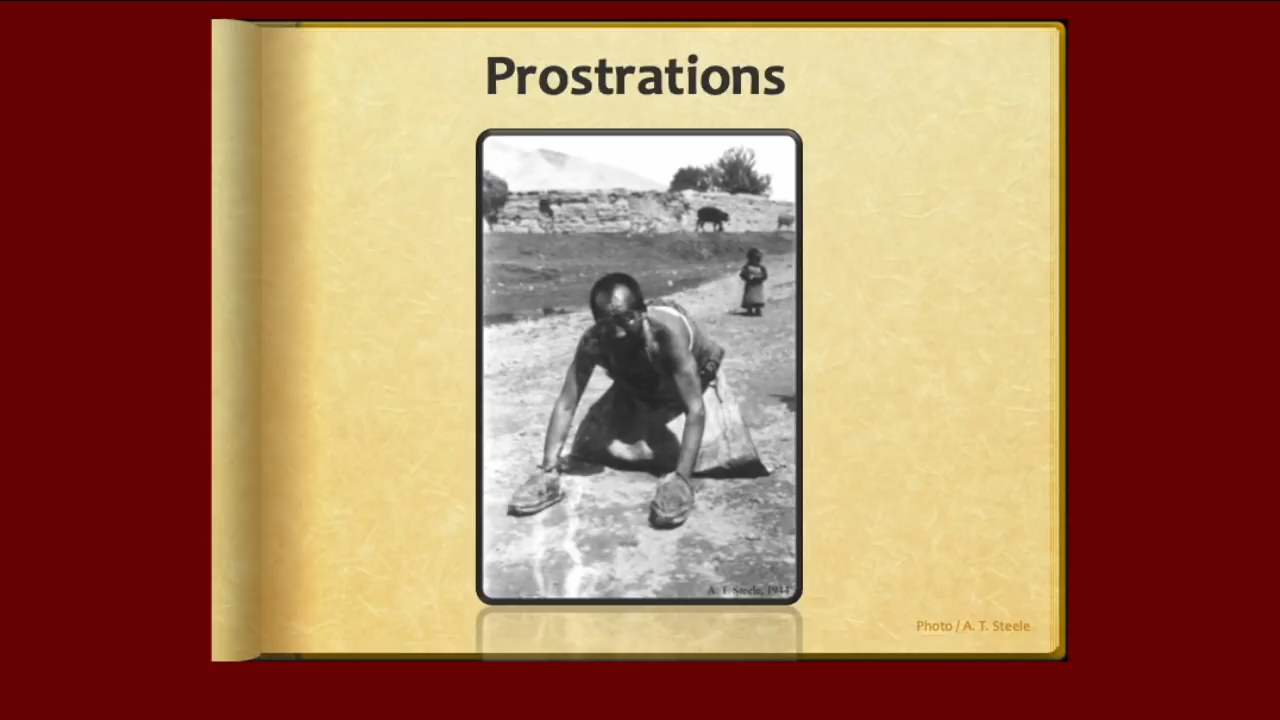 Prostrations
A. T. Steele, 1944
Photo / A. T. Steele